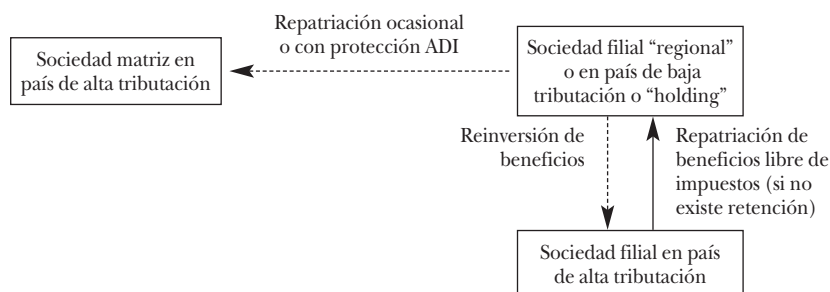 Repatriación ocasional
o con protección ADI
Sociedad matriz en
país de alta tributación
Sociedad filial “regional”
o en país de baja
tributación o “holding”
Reinversión de
beneficios
Repatriación de
beneficios libre de
impuestos (si no
existe retención)
Sociedad filial en país
de alta tributación